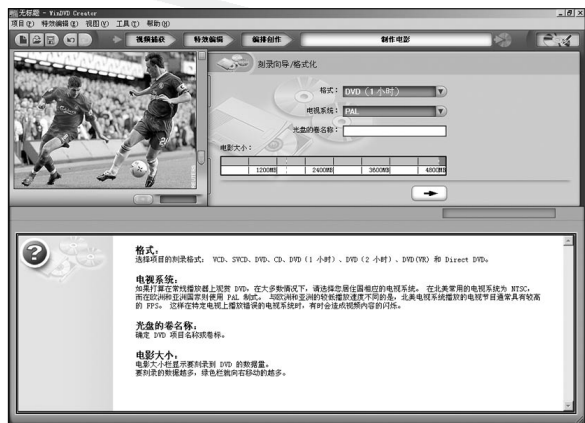 无标题 - WinDVD Creator
项目(P) 特效编辑(E) 视图(V) 工具(T) 帮助(H)
视频捕获 特效编辑 编排创作 制作电影
刻录向导/格式化
格式: DVD (1小时)
电视系统: PAL
光盘的卷名称:
电影大小:
1200MB 2400MB 3600MB 4800MB
格式:
选择项目的刻录格式: VCD、SVCD、DVD、CD、DVD(1小时)、DVD(2小时)、DVD(VR) 和 Direct DVD。
电视系统:
如果打算在常规播放器上观赏 DVD,在大多数情况下,请选择您居住国相应的电视系统。 在北美常用的电视系统为 NTSC,
而在欧洲和亚洲国家则使用 PAL 制式。 与欧洲和亚洲的较低播放速度不同的是,北美电视系统播放的电视节目通常具有较高
的 FPS。 这样在特定电视上播放错误的电视系统时,有时会造成视频内容的闪烁。
光盘的卷名称:
确定 DVD 项目名称或卷标。
电影大小:
电影大小栏显示要刻录到 DVD 的数据量。
要刻录的数据越多,绿色栏就向右移动的越多。